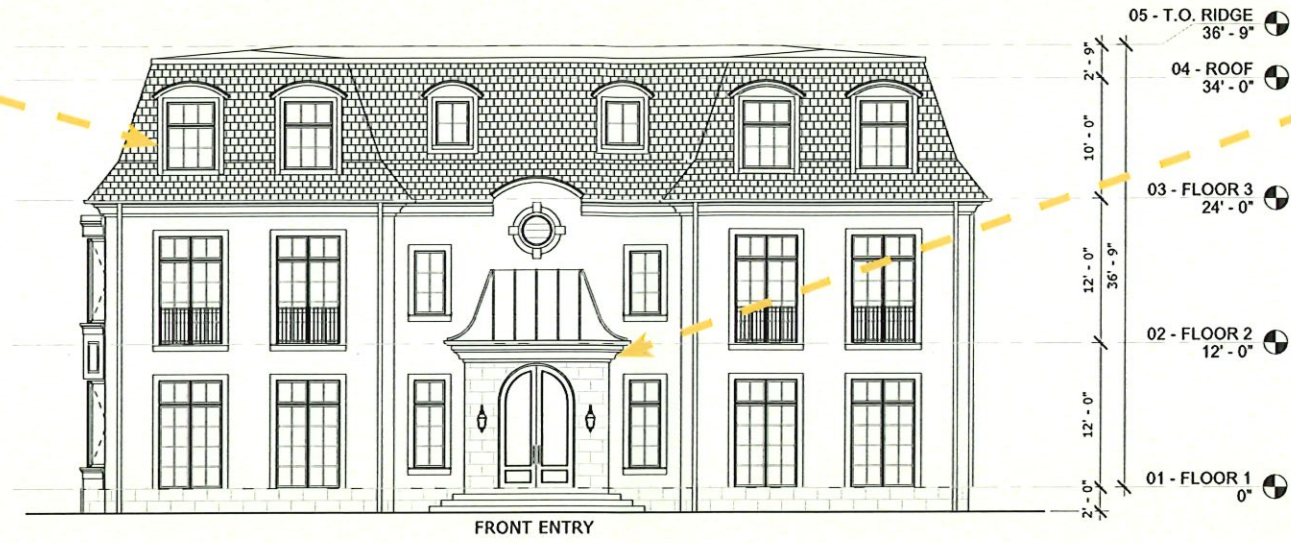 05 - T.O. RIDGE
36' - 9"
2' - 9"
04 - ROOF
34' - 0"
10' - 0"
03 - FLOOR 3
24' - 0"
12' - 0"
36' - 9"
02 - FLOOR 2
12' - 0"
12' - 0"
01 - FLOOR 1
0"
2' - 0"
FRONT ENTRY